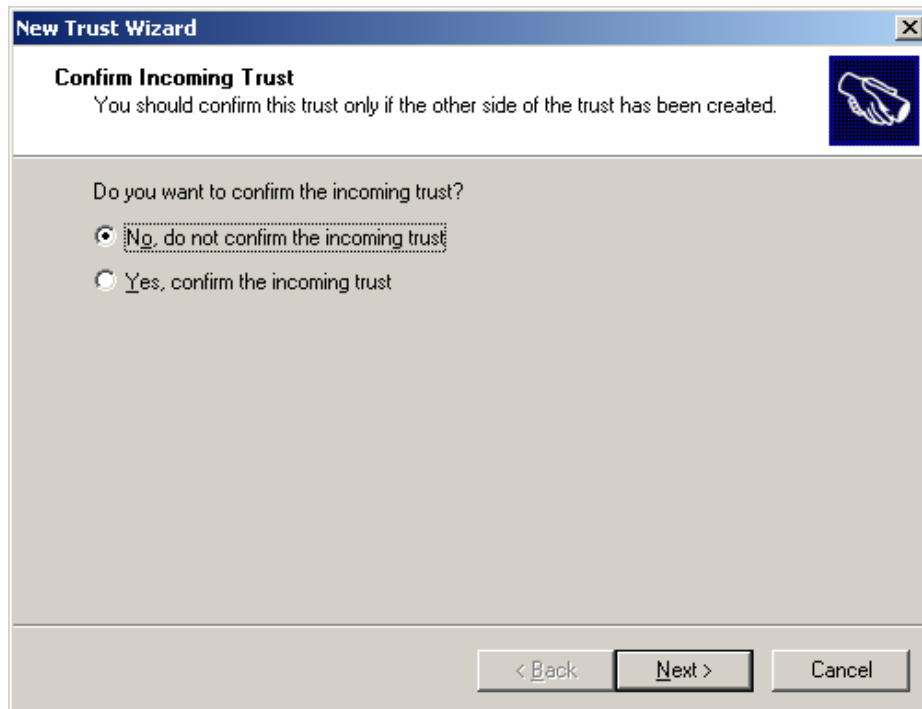 New Trust Wizard
Confirm Incoming Trust
You should confirm this trust only if the other side of the trust has been created.
Do you want to confirm the incoming trust?
No, do not confirm the incoming trust
Yes, confirm the incoming trust
< Back Next > Cancel